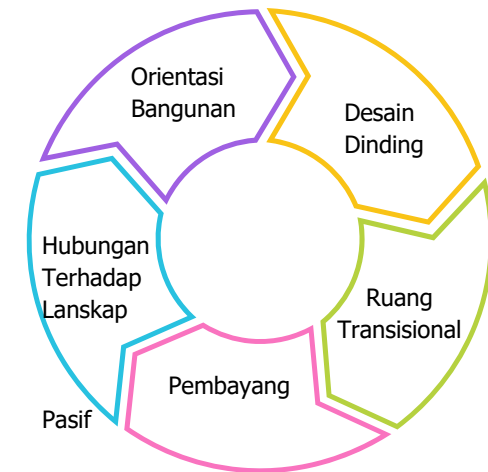 Orientasi
Bangunan
Desain
Dinding
Hubungan
Terhadap
Lanskap
Ruang
Transisional
Pembayang
Pasif